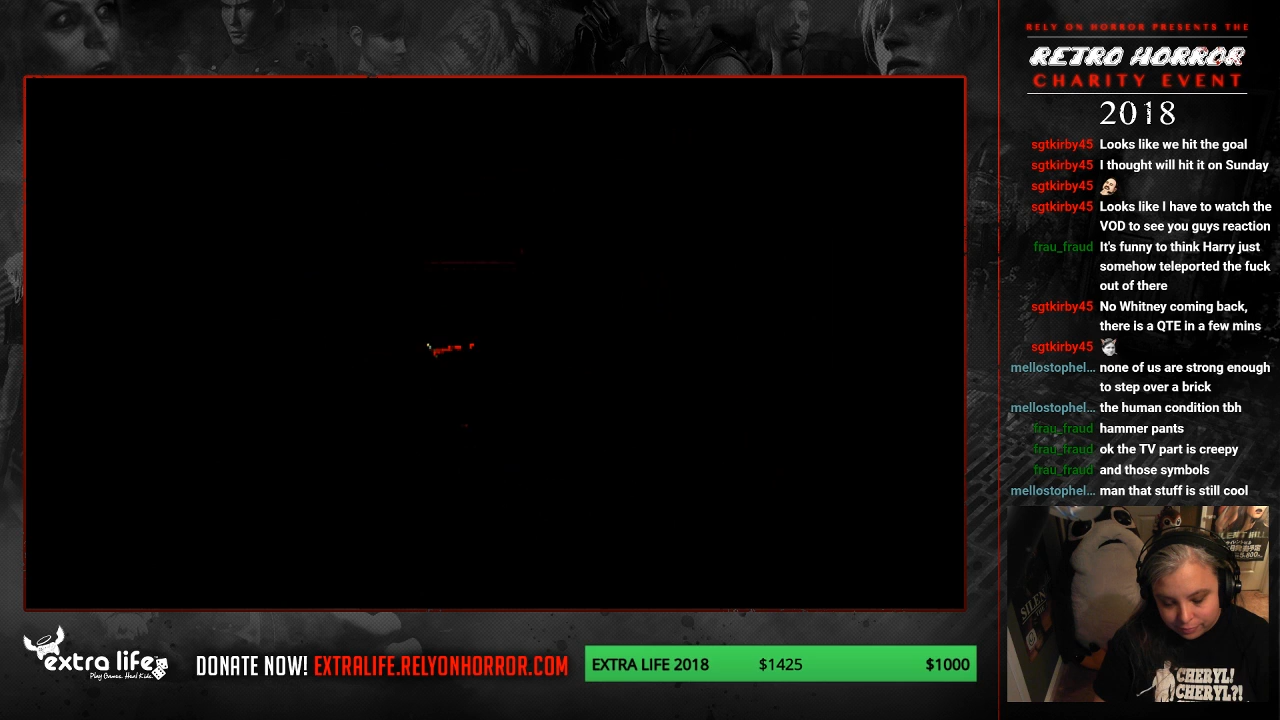 RELY ON HORROR PRESENTS THE
RETRO HORROR
CHARITY EVENT
2018
sgtkirby45 Looks like we hit the goal
sgtkirby45 I thought will hit it on Sunday
sgtkirby45
sgtkirby45 Looks like I have to watch the
VOD to see you guys reaction
frau_fraud It's funny to think Harry just
somehow teleported the fuck
out of there
sgtkirby45 No Whitney coming back,
there is a QTE in a few mins
sgtkirby45
mellostophel... none of us are strong enough
to step over a brick
mellostophel... the human condition tbh
frau_fraud hammer pants
frau_fraud ok the TV part is creepy
frau_fraud and those symbols
mellostophel... man that stuff is still cool
CHERYL!
CHERYL?!
extra life
Play Games. Heal Kids.
DONATE NOW! EXTRALIFE.RELYONHORROR.COM
EXTRA LIFE 2018 $1425 $1000